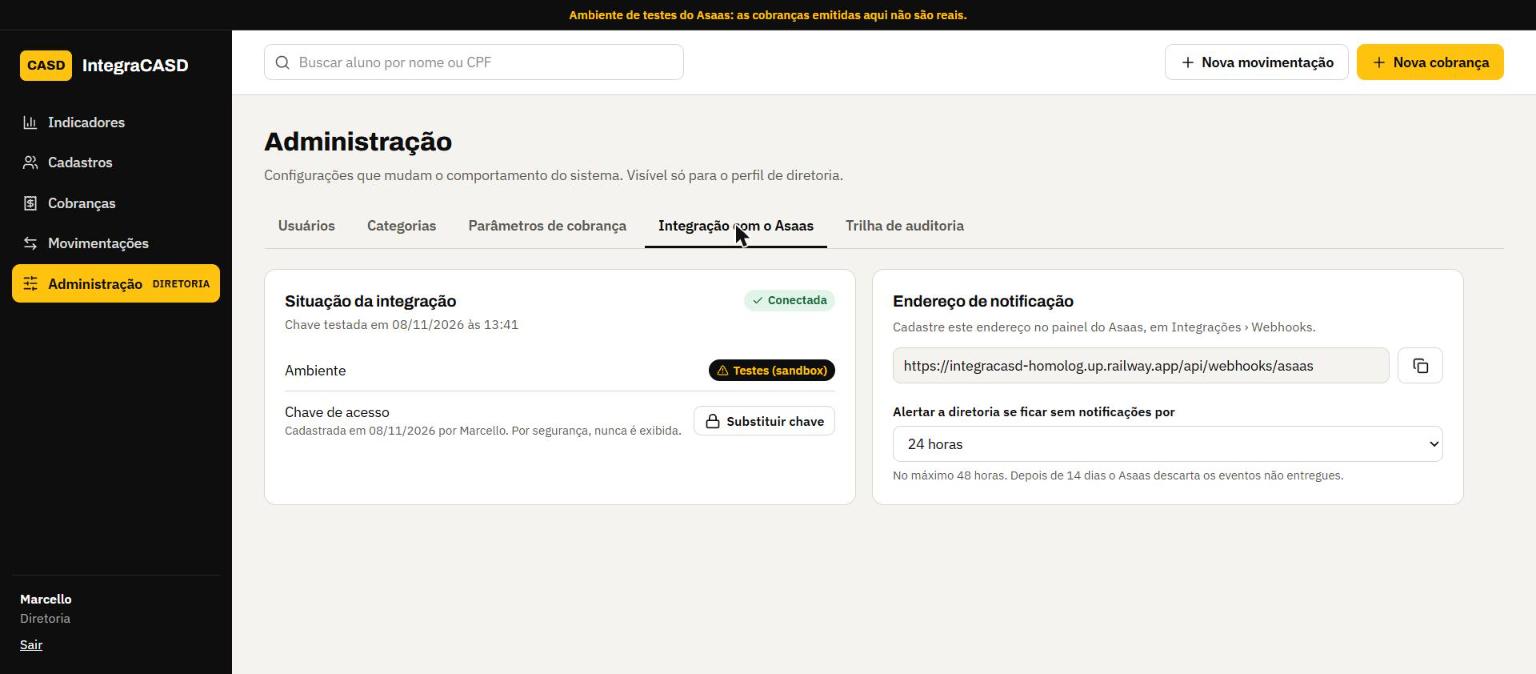 Ambiente de testes do Asaas: as cobranças emitidas aqui não são reais.
CASD IntegraCASD
Buscar aluno por nome ou CPF
Nova movimentação
Nova cobrança
Indicadores
Cadastros
Cobranças
Movimentações
Administração DIRETORIA
Administração
Configurações que mudam o comportamento do sistema. Visível só para o perfil de diretoria.
Usuários Categorias Parâmetros de cobrança Integração com o Asaas Trilha de auditoria
Situação da integração Conectada
Chave testada em 08/11/2026 às 13:41
Ambiente Testes (sandbox)
Chave de acesso
Cadastrada em 08/11/2026 por Marcello. Por segurança, nunca é exibida.
Substituir chave
Endereço de notificação
Cadastre este endereço no painel do Asaas, em Integrações › Webhooks.
https://integracasd-homolog.up.railway.app/api/webhooks/asaas
Alertar a diretoria se ficar sem notificações por
24 horas
No máximo 48 horas. Depois de 14 dias o Asaas descarta os eventos não entregues.
Marcello
Diretoria
Sair